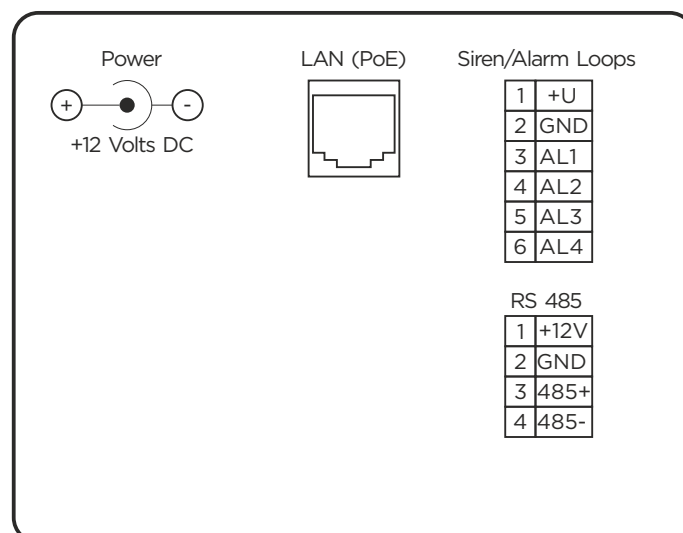 Power
+
-
+12 Volts DC
LAN (PoE)
Siren/Alarm Loops
1 +U
2 GND
3 AL1
4 AL2
5 AL3
6 AL4
RS 485
1 +12V
2 GND
3 485+
4 485-